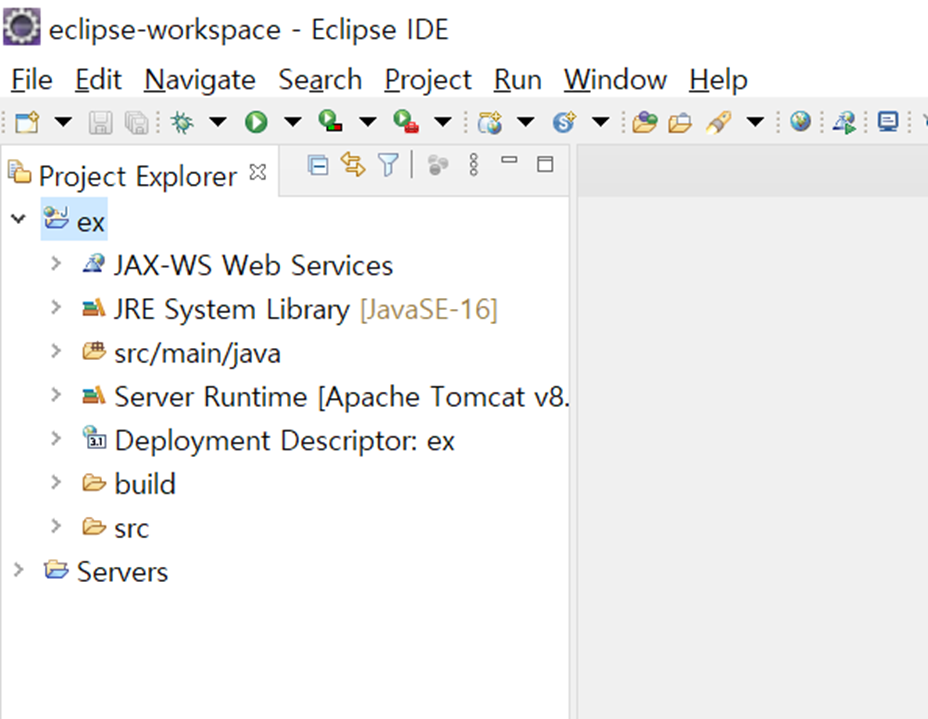 eclipse-workspace - Eclipse IDE
File Edit Navigate Search Project Run Window Help
Project Explorer
ex
JAX-WS Web Services
JRE System Library [JavaSE-16]
src/main/java
Server Runtime [Apache Tomcat v8.
3.1 Deployment Descriptor: ex
build
src
Servers